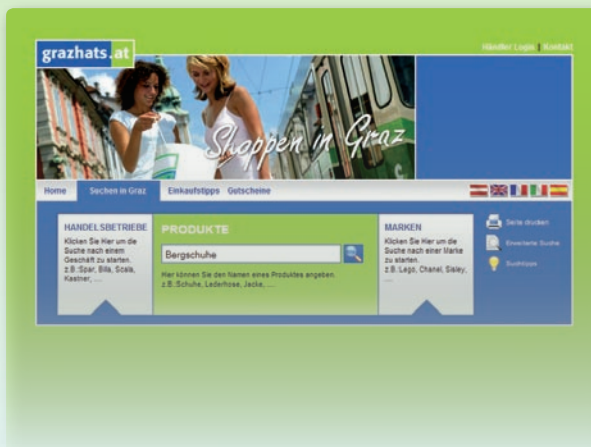 grazhats.at
Händler Login | Kontakt
Shoppen in Graz
Home
Suchen in Graz
Einkaufstipps
Gutscheine
HANDELSBETRIEBE
Klicken Sie Hier um die
Suche nach einem
Geschäft zu starten.
z.B.:Spar, Billa, Scala,
Kastner, ....
PRODUKTE
Bergschuhe
Hier können Sie den Namen eines Produktes angeben.
z.B.:Schuhe, Lederhose, Jacke, ....
MARKEN
Klicken Sie Hier um die
Suche nach einer Marke
zu starten.
z.B.:Lego, Chanel, Sisley,
....
Seite drucken
Erweiterte Suche
Suchtipps